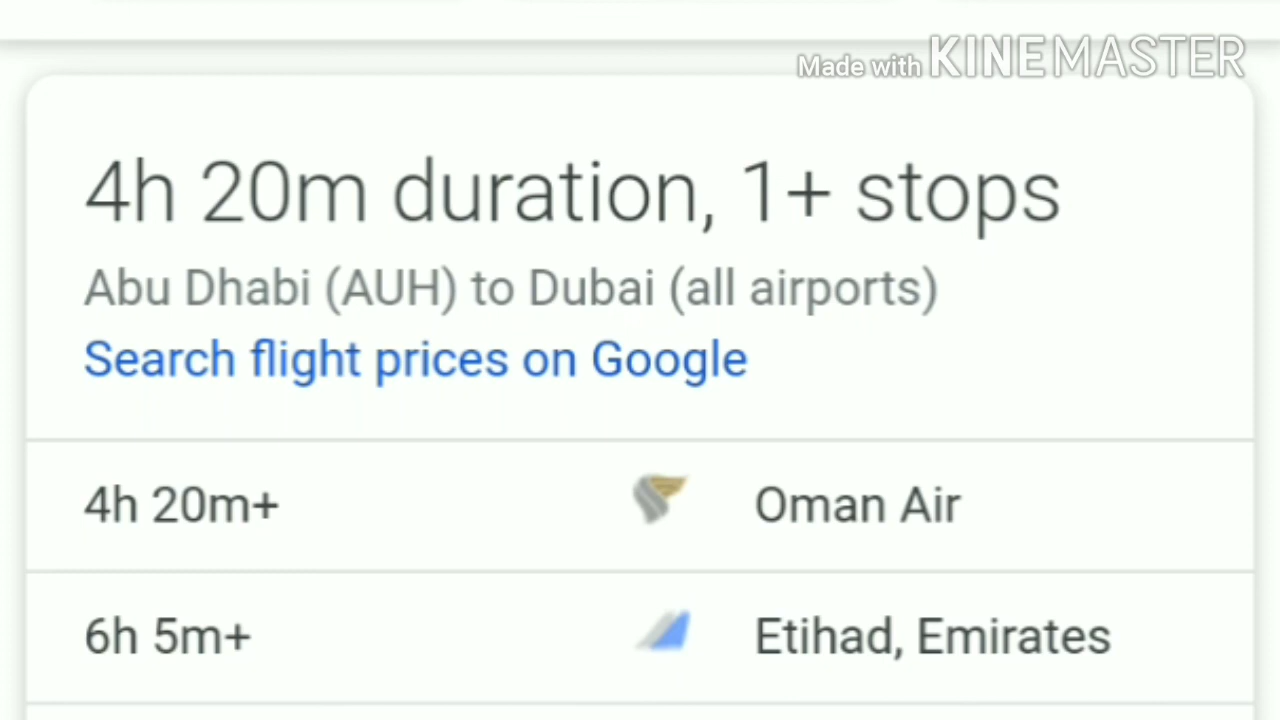 Made with KINEMASTER
4h 20m duration, 1+ stops
Abu Dhabi (AUH) to Dubai (all airports)
Search flight prices on Google
4h 20m+ Oman Air
6h 5m+ Etihad, Emirates